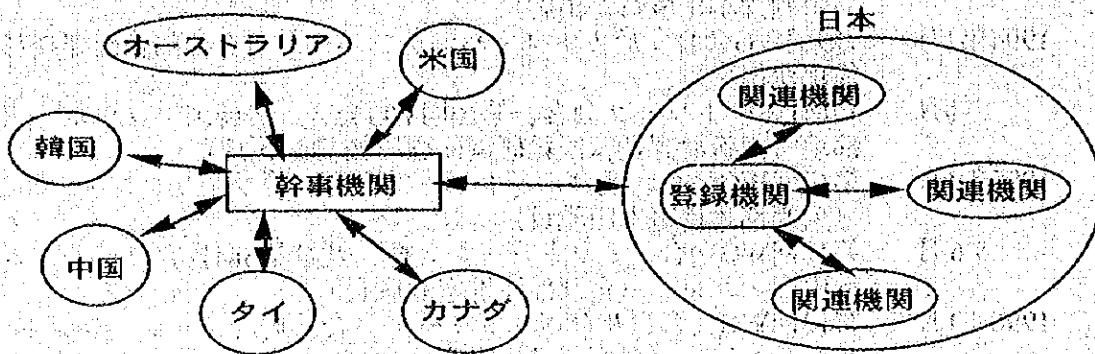 日本
オーストラリア
米国
関連機関
韓国
幹事機関
登録機関
関連機関
中国
タイ
カナダ
関連機関